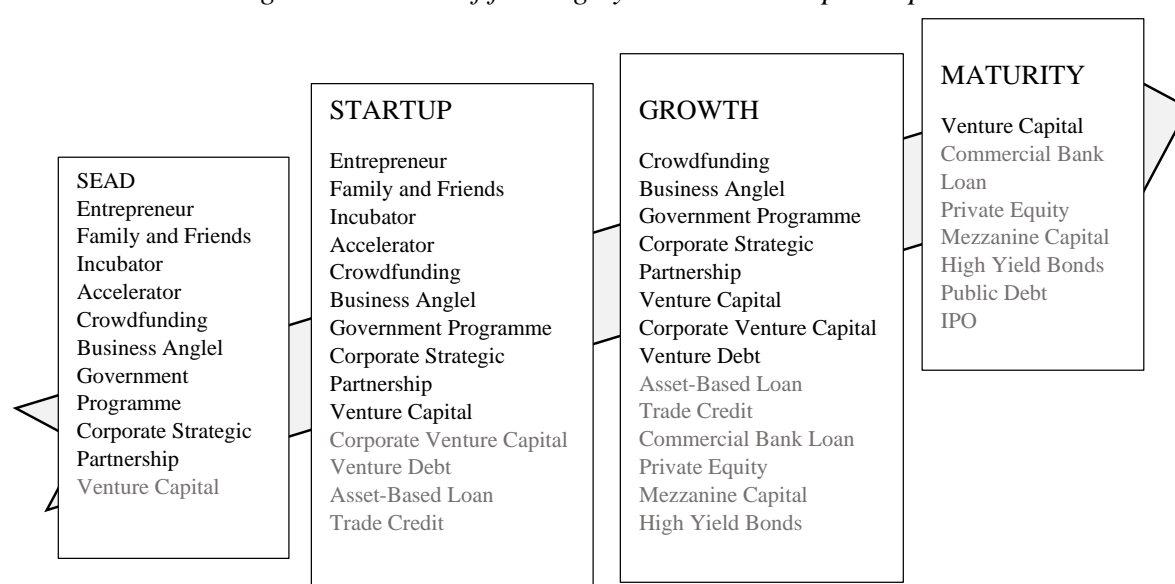 SEAD
Entrepreneur
Family and Friends
Incubator
Accelerator
Crowdfunding
Business Anglel
Government
Programme
Corporate Strategic
Partnership
Venture Capital
STARTUP
Entrepreneur
Family and Friends
Incubator
Accelerator
Crowdfunding
Business Anglel
Government Programme
Corporate Strategic
Partnership
Venture Capital
Corporate Venture Capital
Venture Debt
Asset-Based Loan
Trade Credit
GROWTH
Crowdfunding
Business Anglel
Government Programme
Corporate Strategic
Partnership
Venture Capital
Corporate Venture Capital
Venture Debt
Asset-Based Loan
Trade Credit
Commercial Bank Loan
Private Equity
Mezzanine Capital
High Yield Bonds
MATURITY
Venture Capital
Commercial Bank
Loan
Private Equity
Mezzanine Capital
High Yield Bonds
Public Debt
IPO